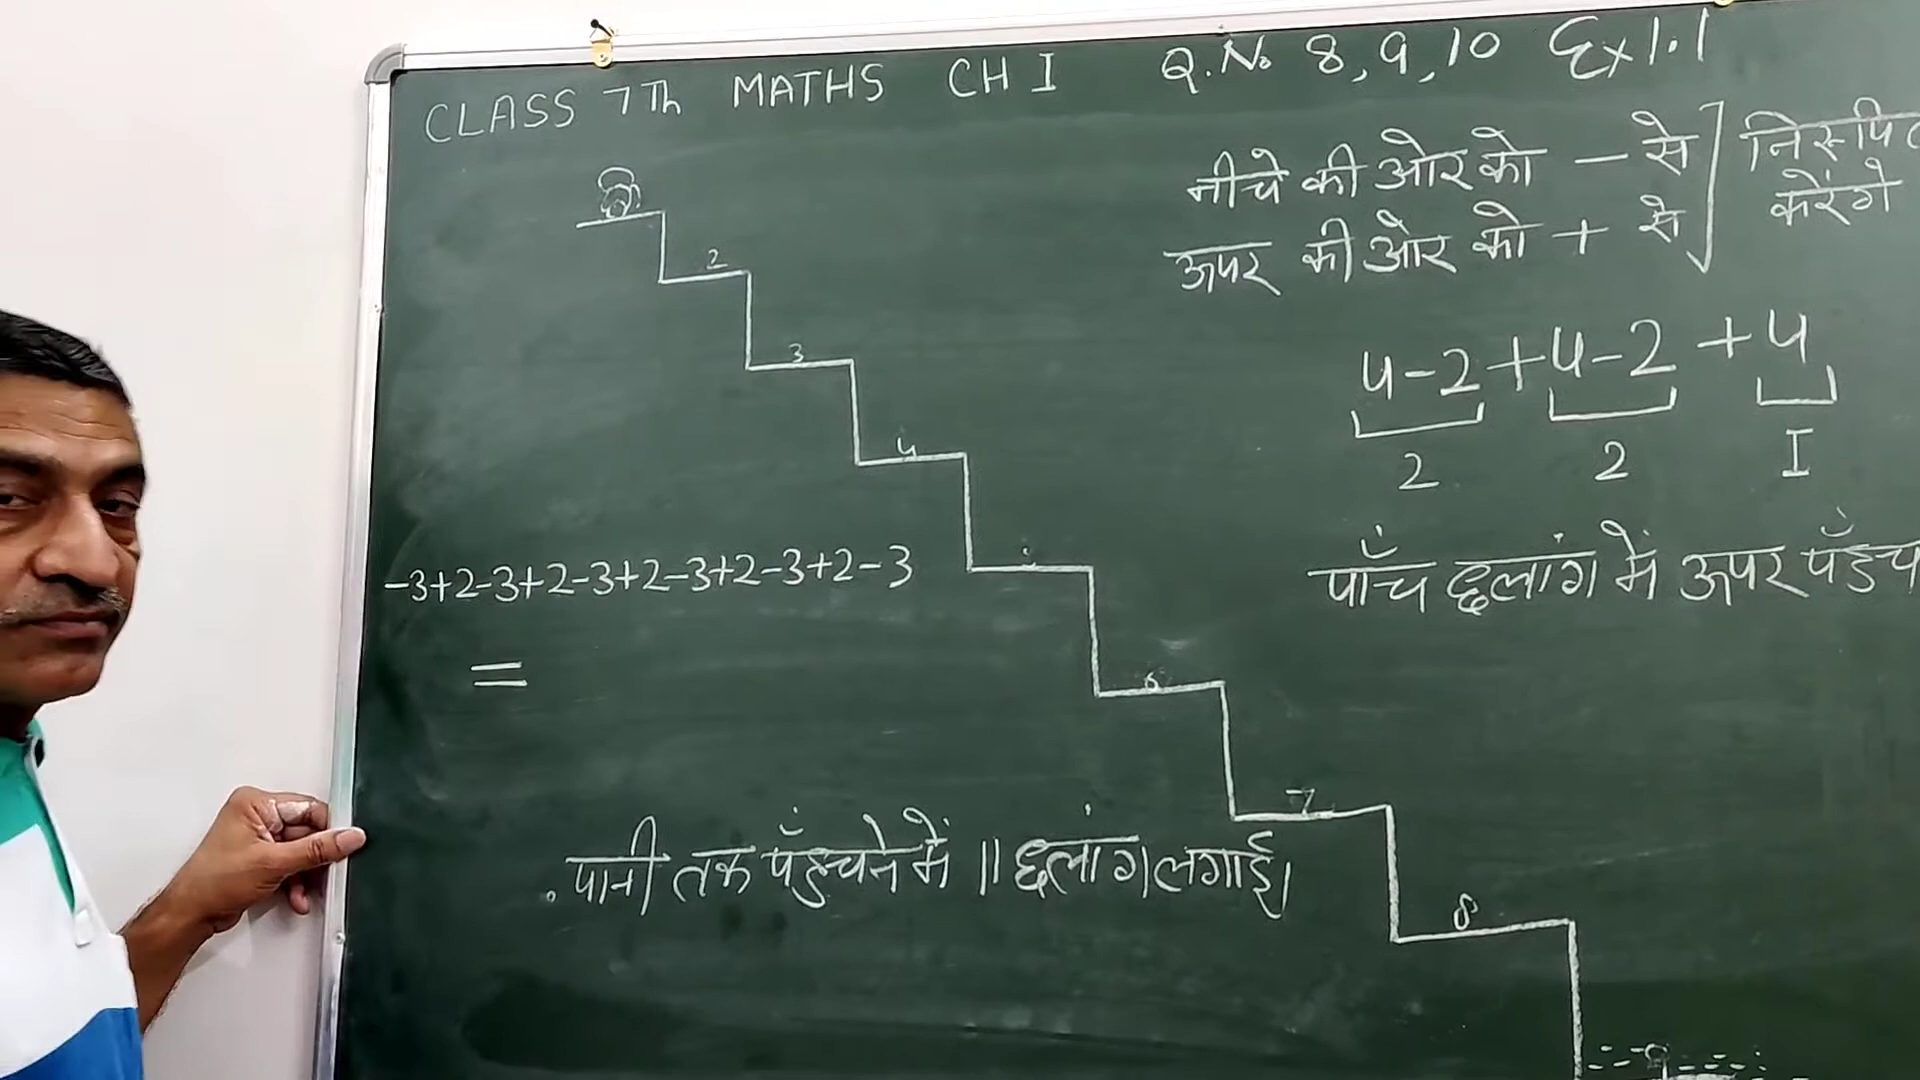 CLASS 7Th MATHS CH I Q.No 8,9,10 Ex 1.1
नीचे की ओर को – से
ऊपर की ओर को + से
निरूपित
करेंगे
2
3
4
4-2+4-2+4
2 2 I
-3+2-3+2-3+2-3+2-3+2-3
=
पाँच छलांग में ऊपर पँहुच
6
7
पानी तक पँहुचने में 11 छलांग लगाई।
8